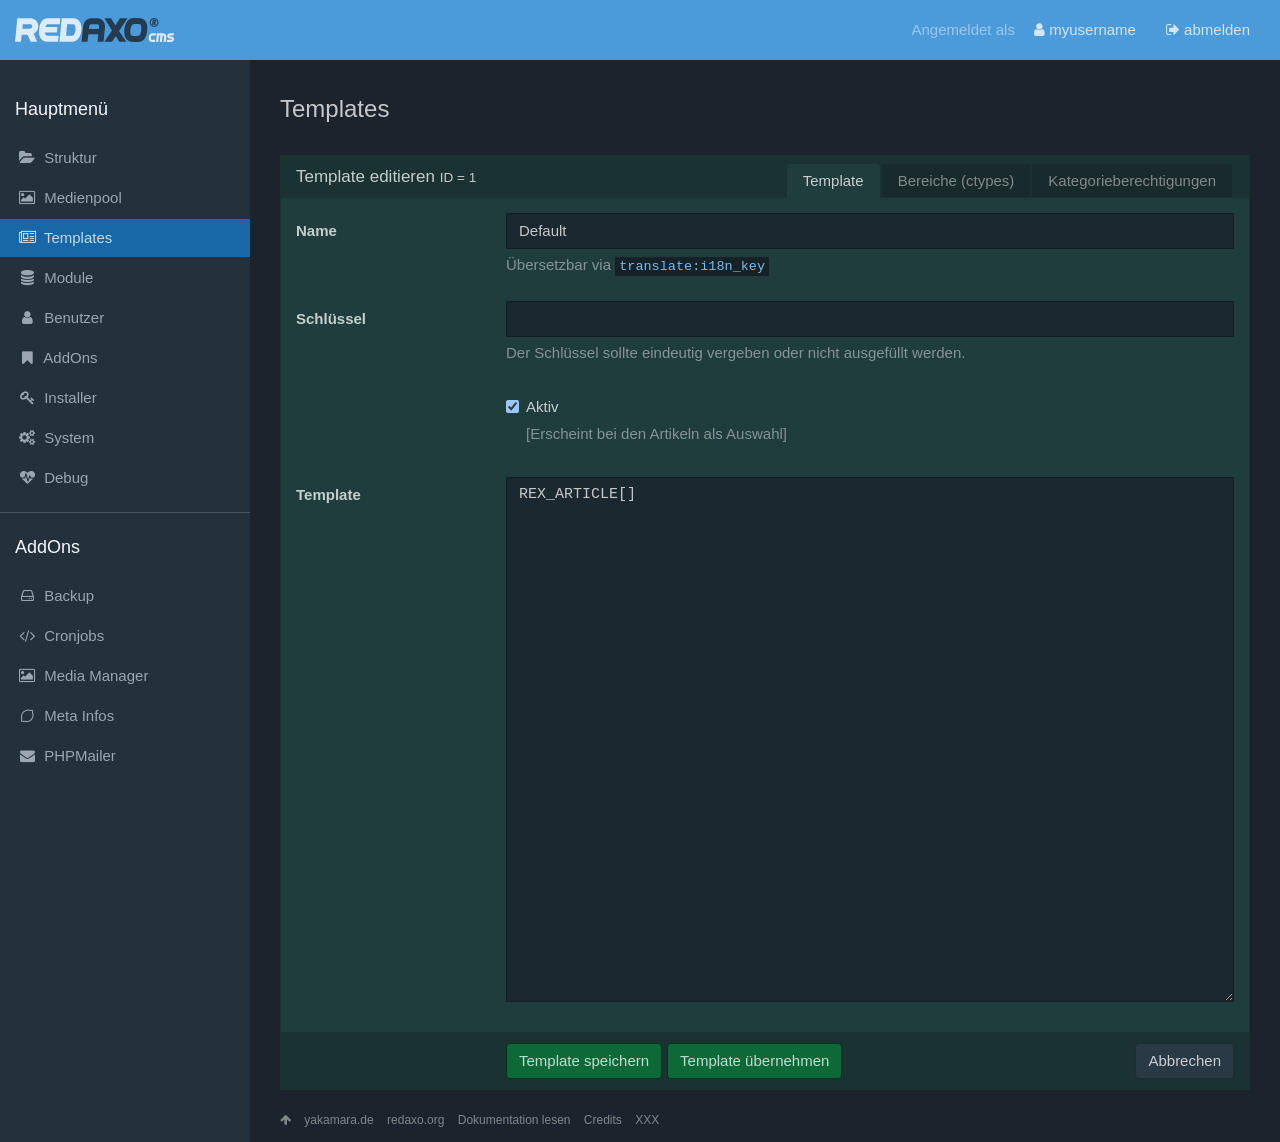 REDAXO® cms
Angemeldet als myusername abmelden
Hauptmenü
Struktur
Medienpool
Templates
Module
Benutzer
AddOns
Installer
System
Debug
AddOns
Backup
Cronjobs
Media Manager
Meta Infos
PHPMailer
Templates
Template editieren ID = 1
Template Bereiche (ctypes) Kategorieberechtigungen
Name Default
Übersetzbar via translate:i18n_key
Schlüssel
Der Schlüssel sollte eindeutig vergeben oder nicht ausgefüllt werden.
Aktiv
[Erscheint bei den Artikeln als Auswahl]
Template REX_ARTICLE[]
Template speichern Template übernehmen Abbrechen
yakamara.de redaxo.org Dokumentation lesen Credits XXX